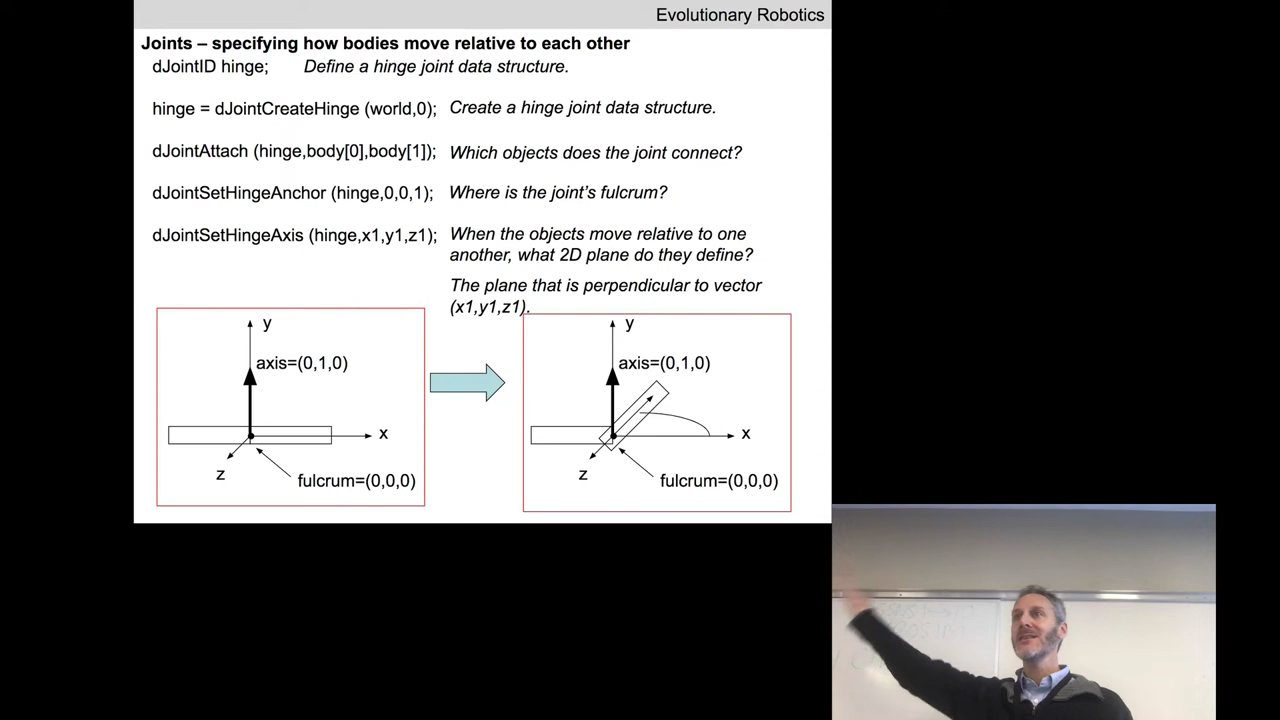 Evolutionary Robotics
Joints – specifying how bodies move relative to each other
dJointID hinge; Define a hinge joint data structure.
hinge = dJointCreateHinge (world,0); Create a hinge joint data structure.
dJointAttach (hinge,body[0],body[1]); Which objects does the joint connect?
dJointSetHingeAnchor (hinge,0,0,1); Where is the joint's fulcrum?
dJointSetHingeAxis (hinge,x1,y1,z1); When the objects move relative to one
another, what 2D plane do they define?
The plane that is perpendicular to vector
(x1,y1,z1).
y
axis=(0,1,0)
x
z
fulcrum=(0,0,0)
y
axis=(0,1,0)
x
z
fulcrum=(0,0,0)